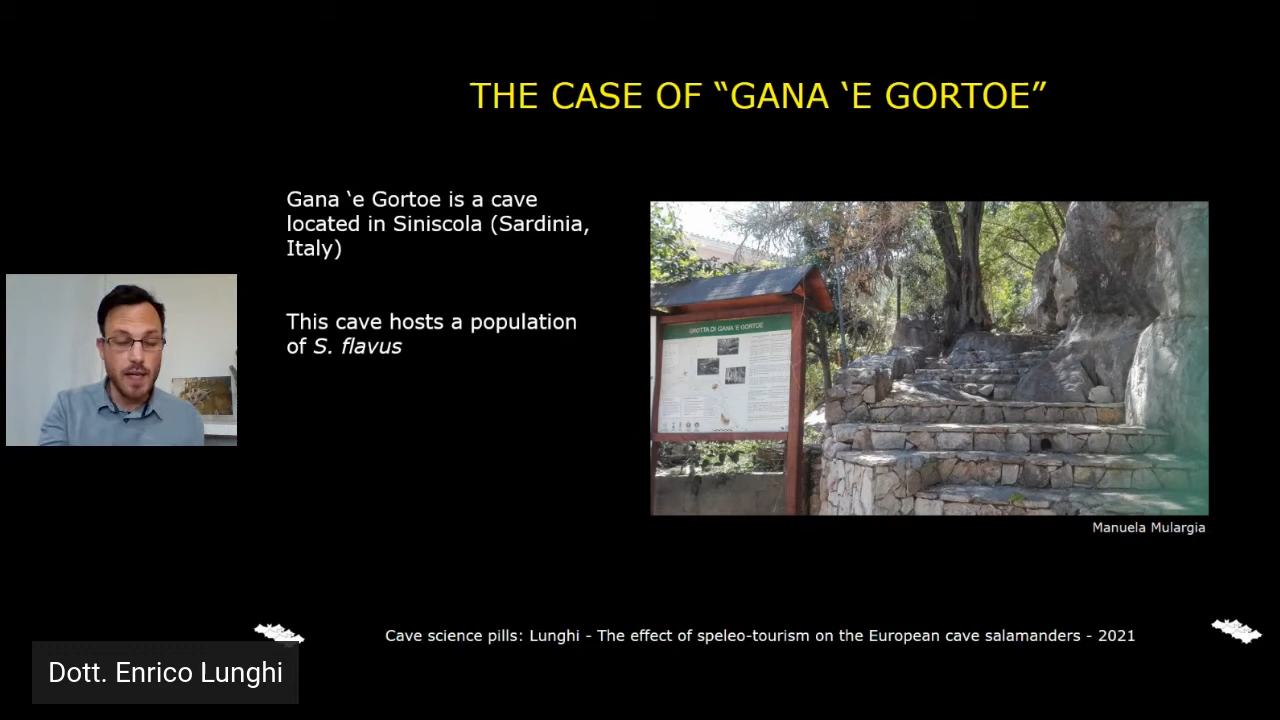 THE CASE OF “GANA ‘E GORTOE”
Gana ‘e Gortoe is a cave
located in Siniscola (Sardinia,
Italy)
This cave hosts a population
of S. flavus
GROTTA DI GANA 'E GORTOE
Manuela Mulargia
Cave science pills: Lunghi - The effect of speleo-tourism on the European cave salamanders - 2021
Dott. Enrico Lunghi